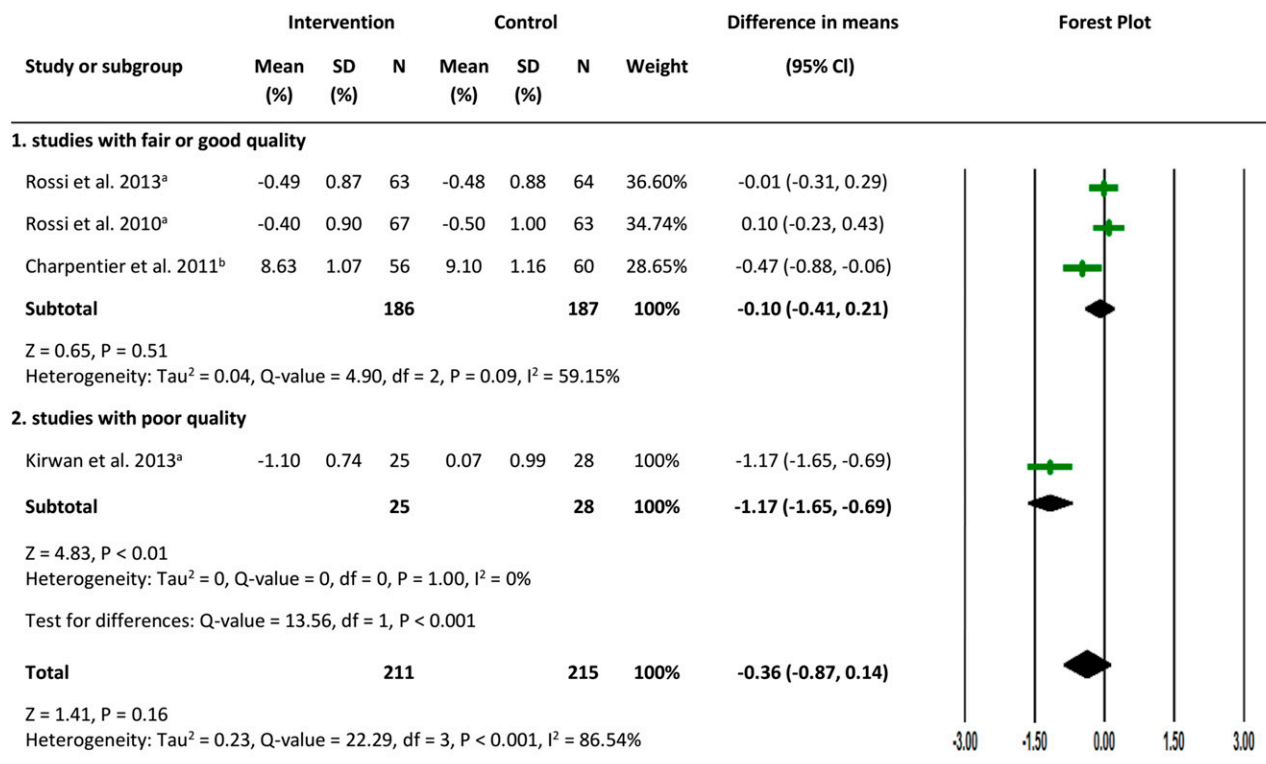 Intervention Control Difference in means Forest Plot
Study or subgroup Mean SD N Mean SD N Weight (95% Cl)
(%) (%) (%) (%)
1. studies with fair or good quality
Rossi et al. 2013ᵃ -0.49 0.87 63 -0.48 0.88 64 36.60% -0.01 (-0.31, 0.29)
Rossi et al. 2010ᵃ -0.40 0.90 67 -0.50 1.00 63 34.74% 0.10 (-0.23, 0.43)
Charpentier et al. 2011ᵇ 8.63 1.07 56 9.10 1.16 60 28.65% -0.47 (-0.88, -0.06)
Subtotal 186 187 100% -0.10 (-0.41, 0.21)
Z = 0.65, P = 0.51
Heterogeneity: Tau² = 0.04, Q-value = 4.90, df = 2, P = 0.09, I² = 59.15%
2. studies with poor quality
Kirwan et al. 2013ᵃ -1.10 0.74 25 0.07 0.99 28 100% -1.17 (-1.65, -0.69)
Subtotal 25 28 100% -1.17 (-1.65, -0.69)
Z = 4.83, P < 0.01
Heterogeneity: Tau² = 0, Q-value = 0, df = 0, P = 1.00, I² = 0%
Test for differences: Q-value = 13.56, df = 1, P < 0.001
Total 211 215 100% -0.36 (-0.87, 0.14)
Z = 1.41, P = 0.16
Heterogeneity: Tau² = 0.23, Q-value = 22.29, df = 3, P < 0.001, I² = 86.54%
-3.00 -1.50 0.00 1.50 3.00